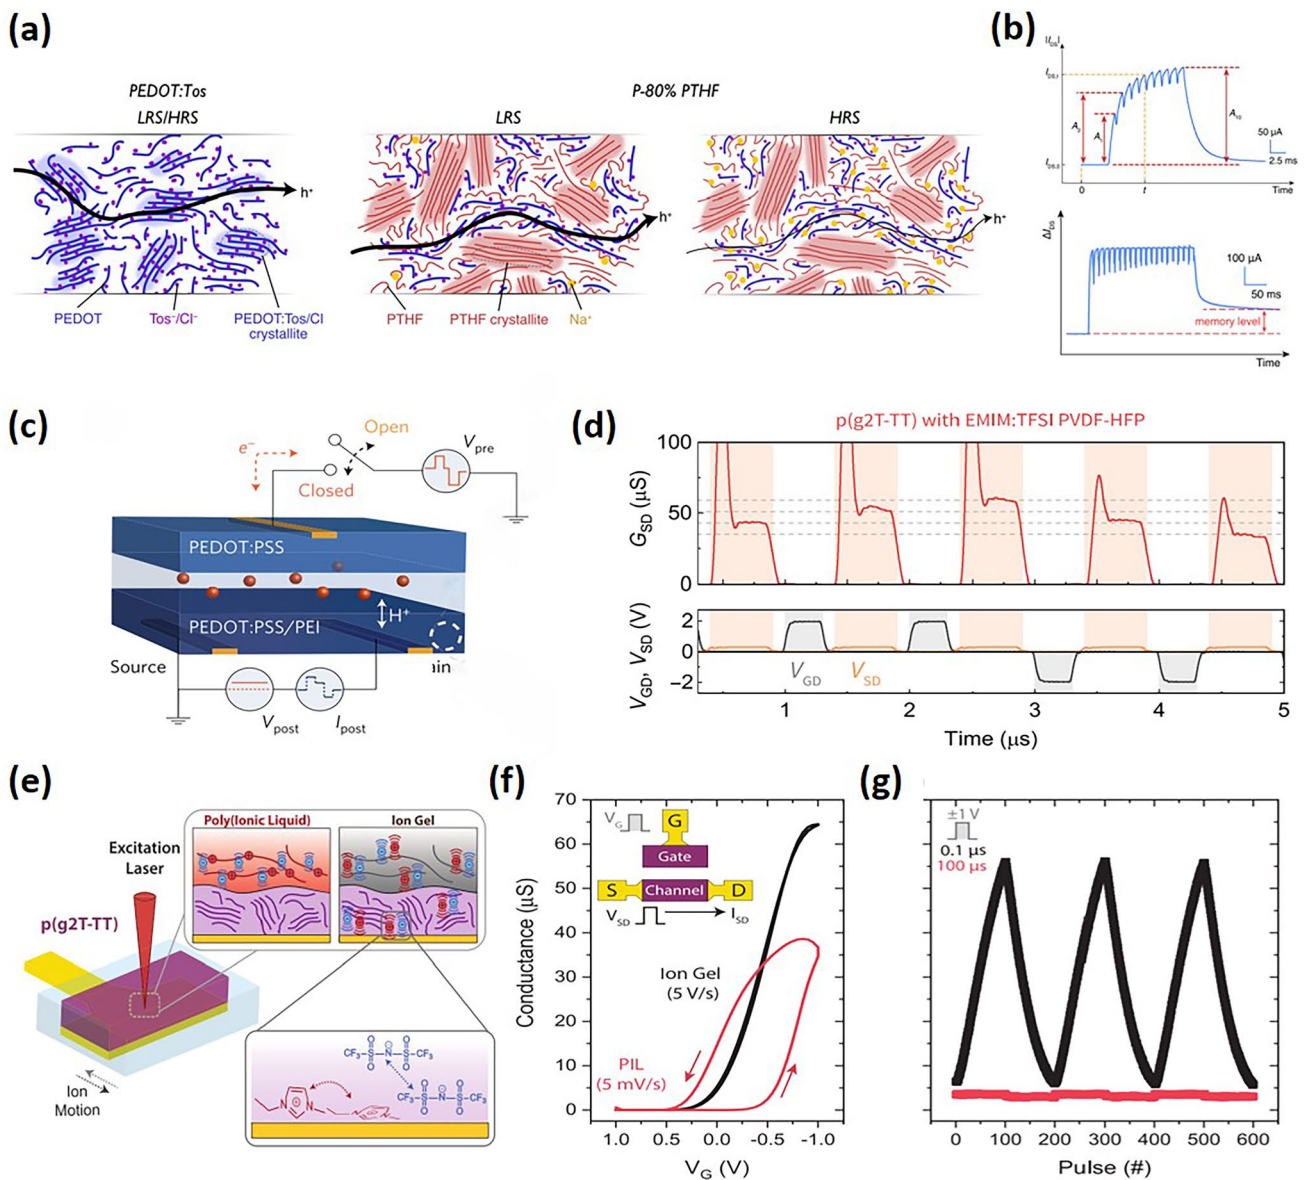 (a)
PEDOT:Tos
LRS/HRS
P-80% PTHF
LRS
HRS
h⁺
h⁺
h⁺
PEDOT
Tos⁻/Cl⁻
PEDOT:Tos/Cl
crystallite
PTHF
PTHF crystallite
Na⁺
(b)
|I_DS|
I_DS,t
A₂
A₁
A₁₀
50 µA
2.5 ms
I_DS,0
0
t
Time
ΔI_DS
100 µA
50 ms
memory level
Time
(c)
e⁻
Open
Closed
V_pre
PEDOT:PSS
H⁺
PEDOT:PSS/PEI
Source
ain
V_post
I_post
(d)
p(g2T-TT) with EMIM:TFSI PVDF-HFP
G_SD (µS)
100
50
0
V_GD, V_SD (V)
2
0
−2
V_GD
V_SD
1
2
3
4
5
Time (µs)
(e)
Poly(Ionic Liquid)
Ion Gel
Excitation
Laser
p(g2T-TT)
Ion
Motion
O O O O
CF₃-S-N-S-CF₃
O O O O
O O O O
CF₃-S-N-S-CF₃
O O O O
N
N
(f)
Conductance (µS)
70
60
50
40
30
20
10
0
V_G
G
Gate
S
Channel
D
V_SD
I_SD
Ion Gel
(5 V/s)
PIL
(5 mV/s)
1.0
0.5
0.0
-0.5
-1.0
V_G (V)
(g)
±1 V
0.1 µs
100 µs
0
100
200
300
400
500
600
Pulse (#)